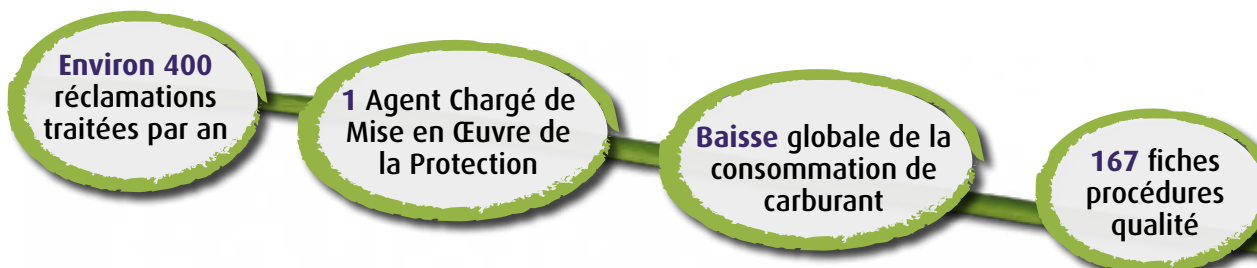 Environ 400
réclamations
traitées par an
1 Agent Chargé de
Mise en Œuvre de
la Protection
Baisse globale de la
consommation de
carburant
167 fiches
procédures
qualité